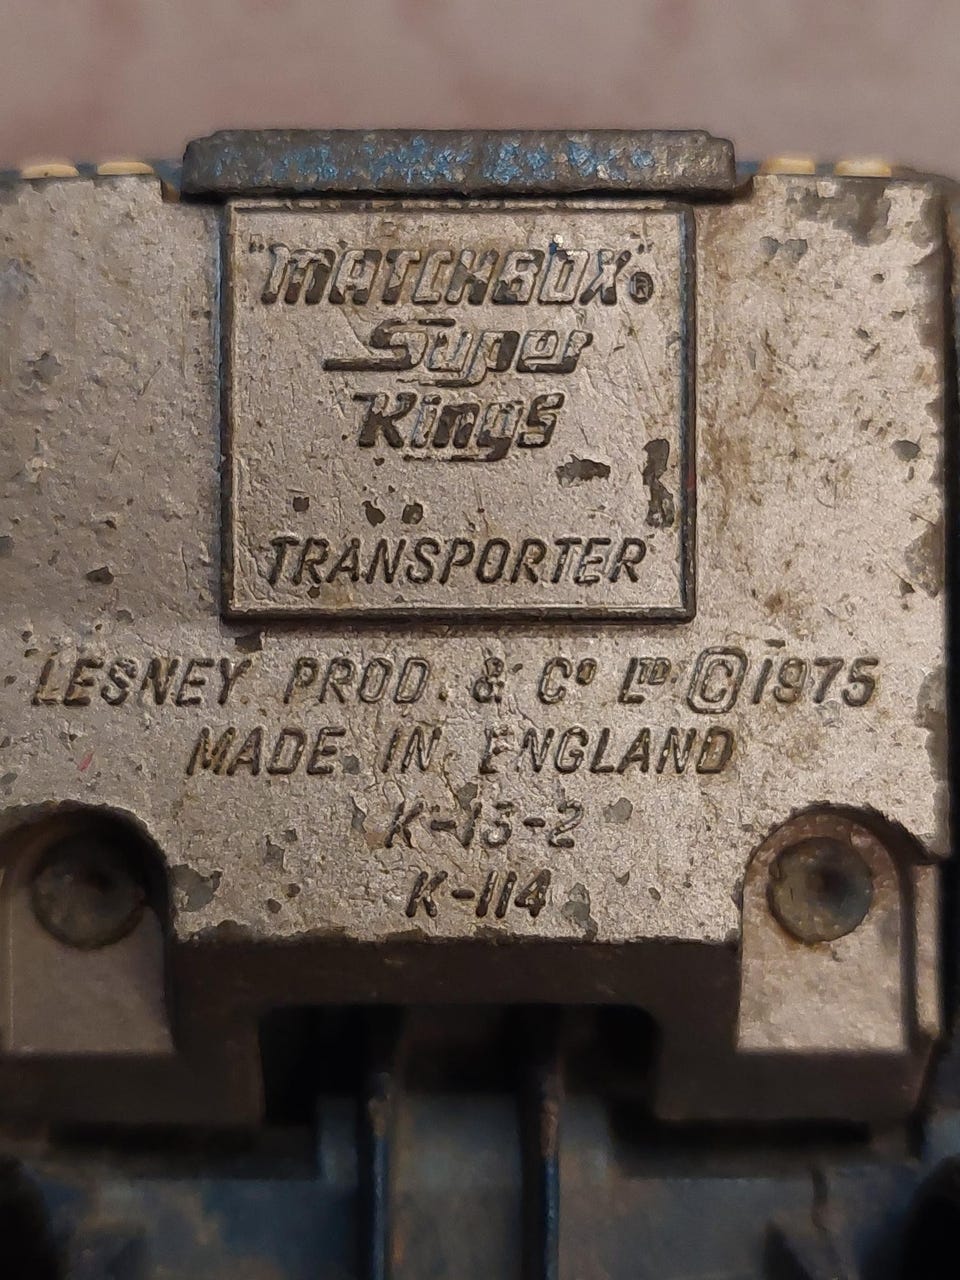 "MATCHBOX"®
Super
Kings
TRANSPORTER
LESNEY PROD. & Cº Lᵀᴰ © 1975
MADE IN ENGLAND
K-13-2
K-114